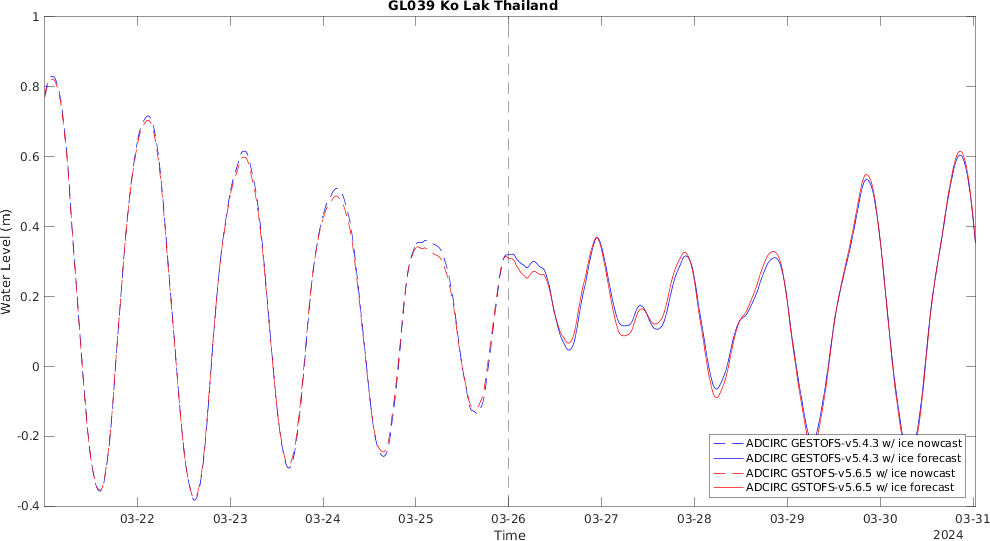 GL039 Ko Lak Thailand
1
0.8
0.6
0.4
0.2
0
-0.2
-0.4
Water Level (m)
ADCIRC GESTOFS-v5.4.3 w/ ice nowcast
ADCIRC GESTOFS-v5.4.3 w/ ice forecast
ADCIRC GSTOFS-v5.6.5 w/ ice nowcast
ADCIRC GSTOFS-v5.6.5 w/ ice forecast
03-22 03-23 03-24 03-25 03-26 03-27 03-28 03-29 03-30 03-31
Time
2024